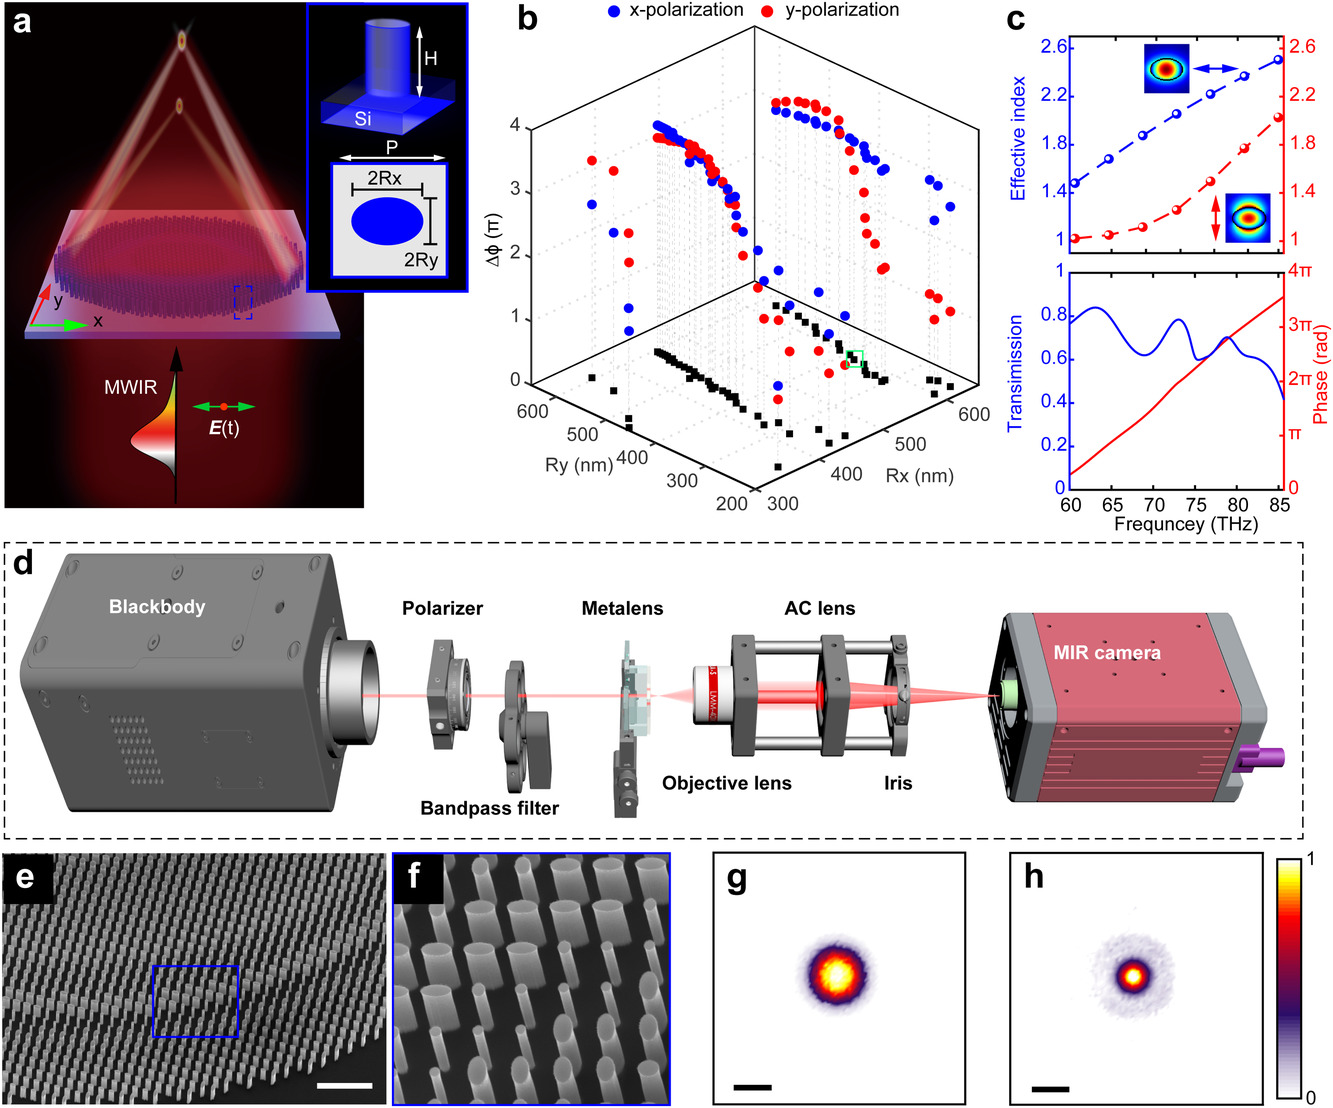 a
H
Si
P
2Rx
2Ry
y
x
MWIR
E(t)
b
x-polarization
y-polarization
Δϕ (π)
4
3
2
1
0
600
500
400
300
200
Ry (nm)
300
400
500
600
Rx (nm)
c
Effective index
2.6
2.2
1.8
1.4
1
2.6
2.2
1.8
1.4
1
Transimission
1
0.8
0.6
0.4
0.2
0
4π
3π
2π
π
0
Phase (rad)
60 65 70 75 80 85
Frequncey (THz)
d
Blackbody
Polarizer
Bandpass filter
Metalens
Objective lens
AC lens
Iris
MIR camera
e
f
g
h
1
0